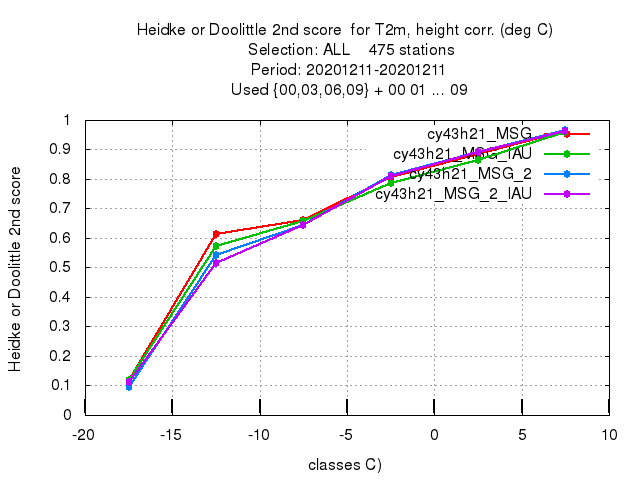 Heidke or Doolittle 2nd score  for T2m, height corr. (deg C)
Selection: ALL    475 stations
Period: 20201211-20201211
Used {00,03,06,09} + 00 01 ... 09
cy43h21_MSG
cy43h21_MSG_IAU
cy43h21_MSG_2
cy43h21_MSG_2_IAU
1
0.9
0.8
0.7
0.6
0.5
0.4
0.3
0.2
0.1
0
Heidke or Doolittle 2nd score
-20 -15 -10 -5 0 5 10
classes C)